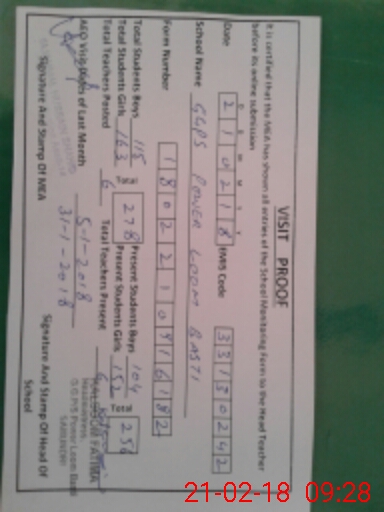 VISIT PROOF
It is certified that the MEA has shown all entries of the School Monitoring Form to the Head Teacher
before its online submission
D D M M Y Y
Date 2 1 0 2 1 8 EMIS Code 3 3 1 3 0 2 4 2
School Name GGPS POWER LOOM BASTI
Form Number 1 8 0 2 2 1 0 9 1 6 1 8 2
Total Students Boys 115 Total 278 Present Students Boys 104 Total 256
Total Students Girls 163 Present Students Girls 152
Total Teachers Posted 6 Total Teachers Present 6
AEO Visit Dates of Last Month 5-1-2018
31-1-2018
FATIMA
G.G.P/S Power Loom Basti
Signature And Stamp Of MEA Signature And Stamp Of Head Of
School
21-02-18 09:28